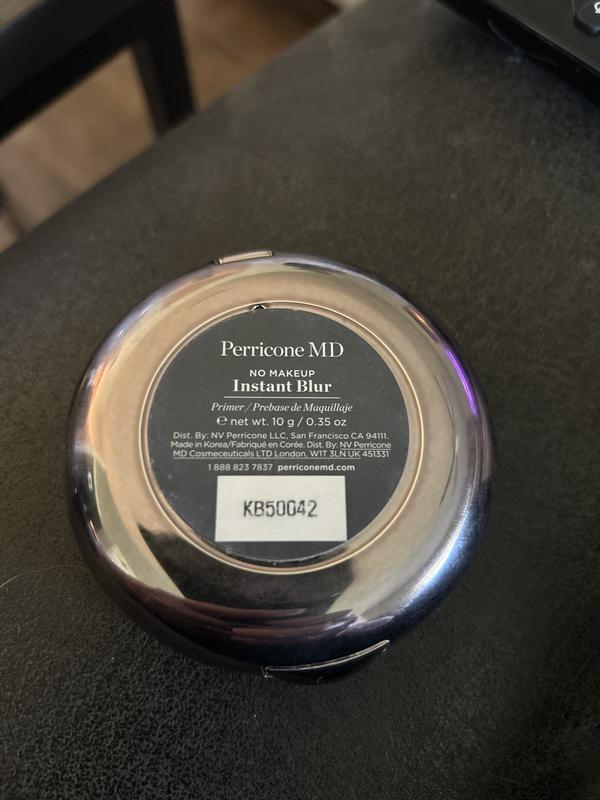 Perricone MD
NO MAKEUP
Instant Blur
Primer / Prebase de Maquillaje
℮ net wt. 10 g / 0.35 oz
Dist. By: NV Perricone LLC, San Francisco CA 94111.
Made in Korea/Fabriqué en Corée. Dist. By: NV Perricone
MD Cosmeceuticals LTD London, W1T 3LN UK 451331
1 888 823 7837 perriconemd.com
KB50042